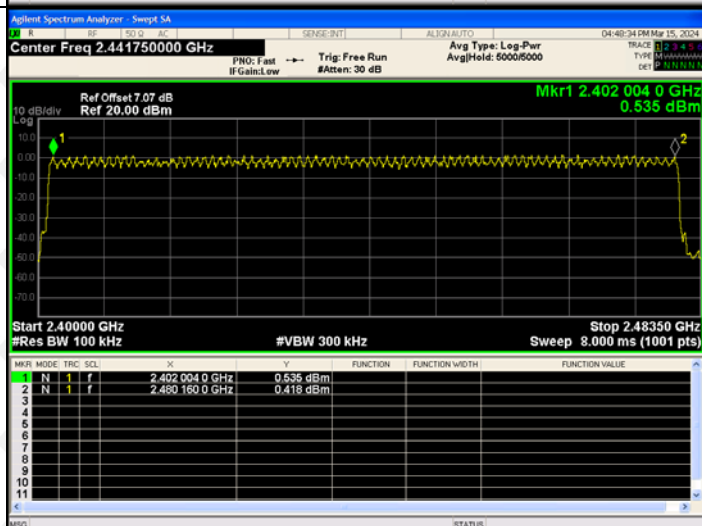 Agilent Spectrum Analyzer - Swept SA
R RF 50 Ω AC SENSE:INT ALIGN AUTO 04:48:34 PM Mar 15, 2024
Center Freq 2.441750000 GHz
PNO: Fast
IFGain:Low
Trig: Free Run
#Atten: 30 dB
Avg Type: Log-Pwr
Avg|Hold: 5000/5000
TRACE 1 2 3 4 5 6
TYPE M
DET P N N N N N
Mkr1 2.402 004 0 GHz
0.535 dBm
Ref Offset 7.07 dB
10 dB/div Ref 20.00 dBm
Log
10.0
0.00
-10.0
-20.0
-30.0
-40.0
-50.0
-60.0
-70.0
1
2
Start 2.40000 GHz Stop 2.48350 GHz
#Res BW 100 kHz #VBW 300 kHz Sweep 8.000 ms (1001 pts)
MKR MODE TRC SCL X Y FUNCTION FUNCTION WIDTH FUNCTION VALUE
1 N 1 f 2.402 004 0 GHz 0.535 dBm
2 N 1 f 2.480 160 0 GHz 0.418 dBm
3
4
5
6
7
8
9
10
11
MSG STATUS